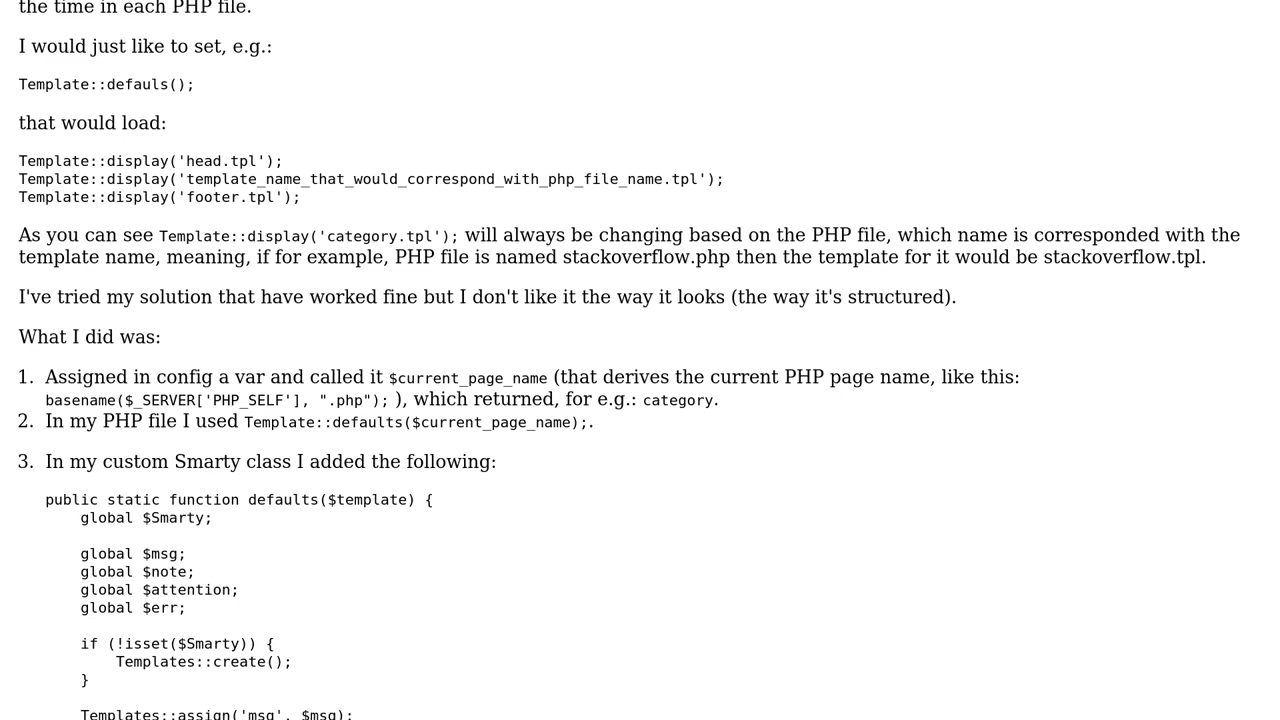 the time in each PHP file.
I would just like to set, e.g.:
Template::defauls();
that would load:
Template::display('head.tpl');
Template::display('template_name_that_would_correspond_with_php_file_name.tpl');
Template::display('footer.tpl');
As you can see Template::display('category.tpl'); will always be changing based on the PHP file, which name is corresponded with the
template name, meaning, if for example, PHP file is named stackoverflow.php then the template for it would be stackoverflow.tpl.
I've tried my solution that have worked fine but I don't like it the way it looks (the way it's structured).
What I did was:
1. Assigned in config a var and called it $current_page_name (that derives the current PHP page name, like this:
basename($_SERVER['PHP_SELF'], ".php"); ), which returned, for e.g.: category.
2. In my PHP file I used Template::defaults($current_page_name);.
3. In my custom Smarty class I added the following:
public static function defaults($template) {
global $Smarty;
global $msg;
global $note;
global $attention;
global $err;
if (!isset($Smarty)) {
Templates::create();
}
Templates::assign('msg', $msg);